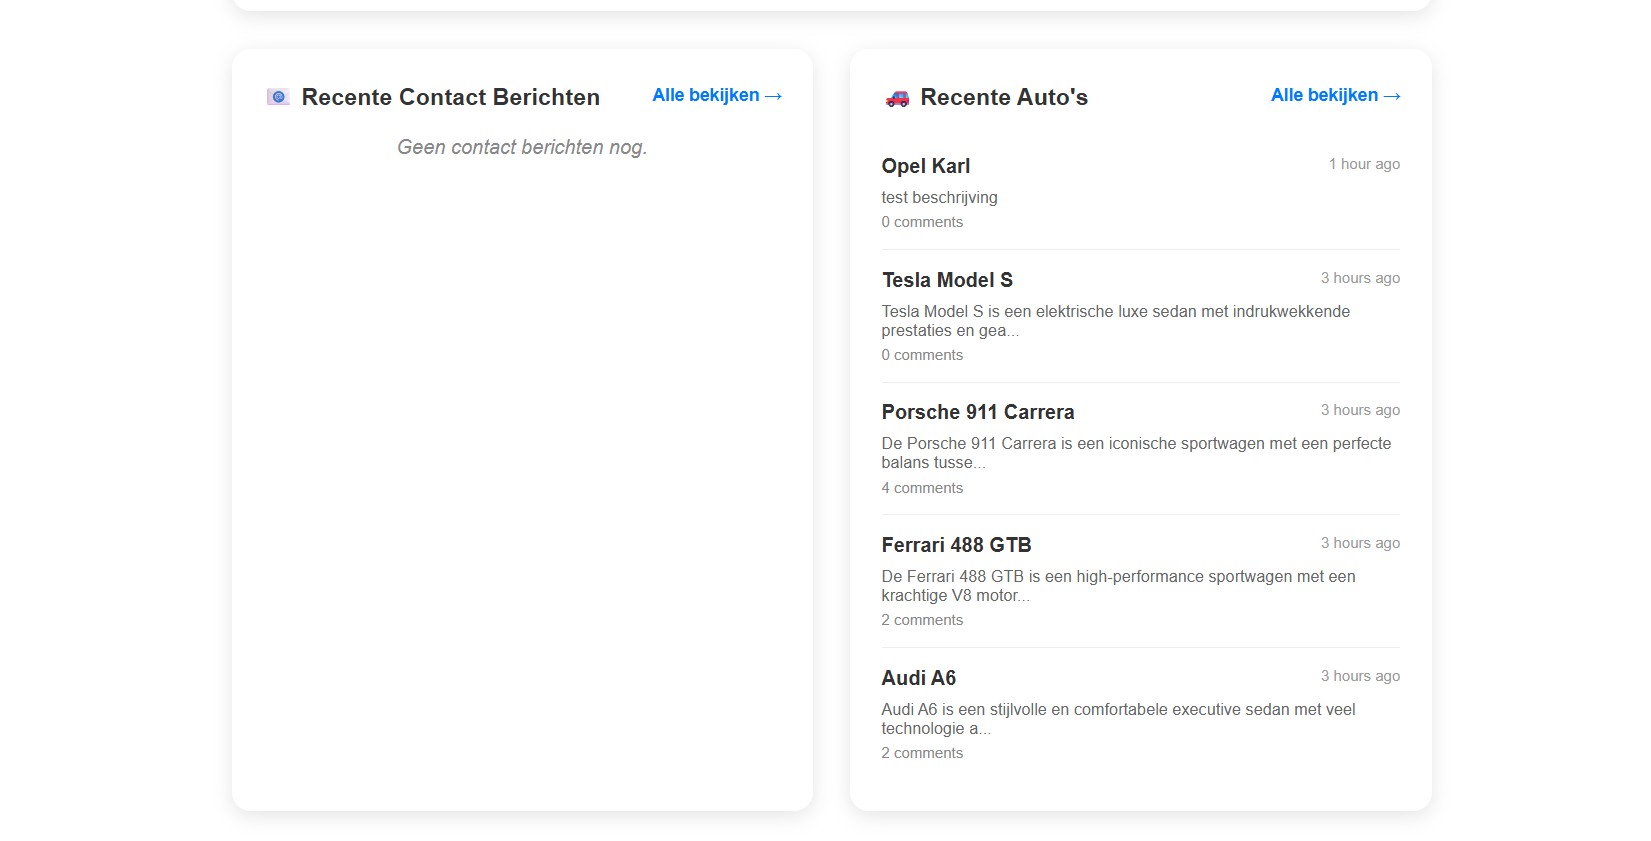 Recente Contact Berichten
Alle bekijken →
Geen contact berichten nog.
Recente Auto's
Alle bekijken →
Opel Karl
1 hour ago
test beschrijving
0 comments
Tesla Model S
3 hours ago
Tesla Model S is een elektrische luxe sedan met indrukwekkende
prestaties en gea...
0 comments
Porsche 911 Carrera
3 hours ago
De Porsche 911 Carrera is een iconische sportwagen met een perfecte
balans tusse...
4 comments
Ferrari 488 GTB
3 hours ago
De Ferrari 488 GTB is een high-performance sportwagen met een
krachtige V8 motor...
2 comments
Audi A6
3 hours ago
Audi A6 is een stijlvolle en comfortabele executive sedan met veel
technologie a...
2 comments